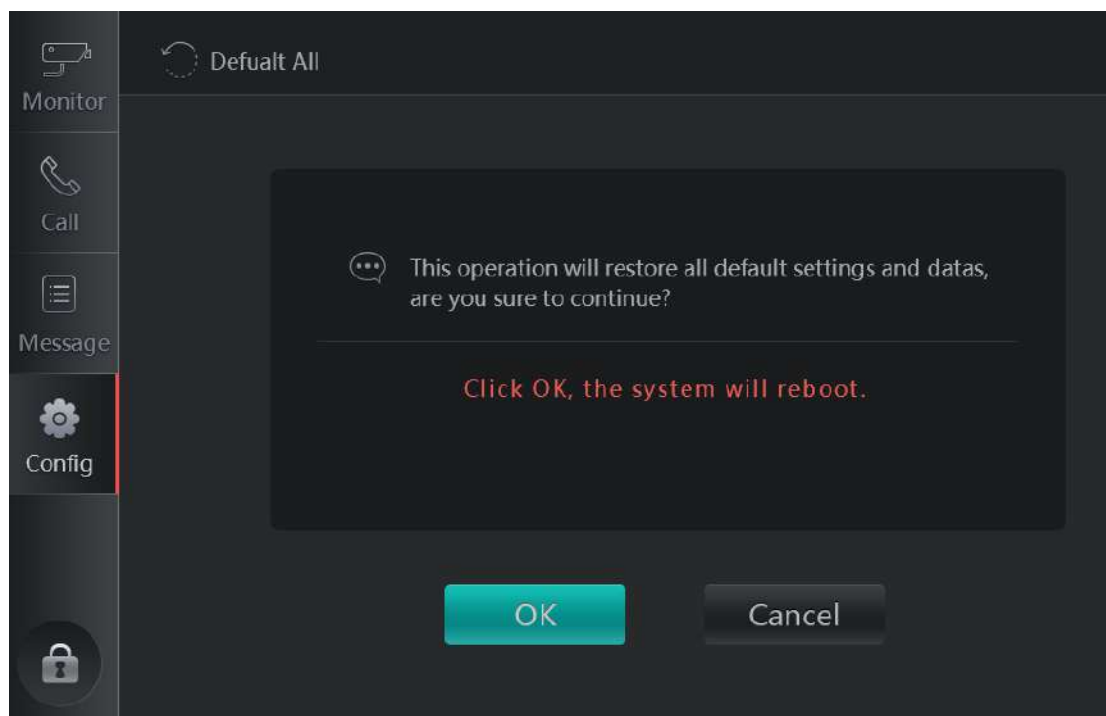 Monitor
Call
Message
Config
Defualt All
This operation will restore all default settings and datas,
are you sure to continue?
Click OK, the system will reboot.
OK
Cancel